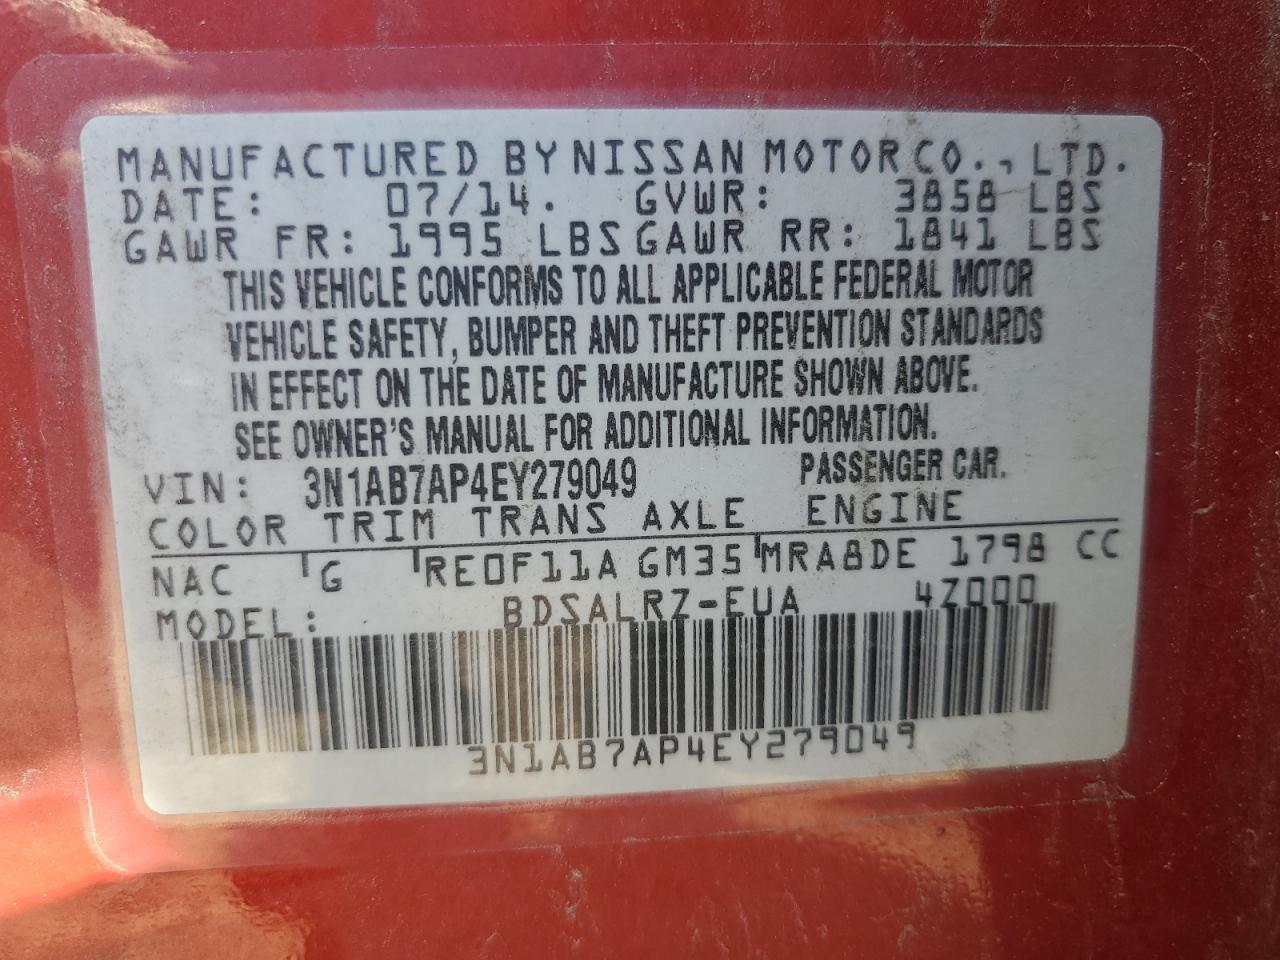 MANUFACTURED BY NISSAN MOTOR CO., LTD.
DATE: 07/14. GVWR: 3858 LBS
GAWR FR: 1995 LBS GAWR RR: 1841 LBS
THIS VEHICLE CONFORMS TO ALL APPLICABLE FEDERAL MOTOR
VEHICLE SAFETY, BUMPER AND THEFT PREVENTION STANDARDS
IN EFFECT ON THE DATE OF MANUFACTURE SHOWN ABOVE.
SEE OWNER'S MANUAL FOR ADDITIONAL INFORMATION.
VIN: 3N1AB7AP4EY279049 PASSENGER CAR.
COLOR TRIM TRANS AXLE ENGINE
NAC G RE0F11A GM35 MRA8DE 1798 CC
MODEL: BDSALRZ-EUA 4Z000
3N1AB7AP4EY279049